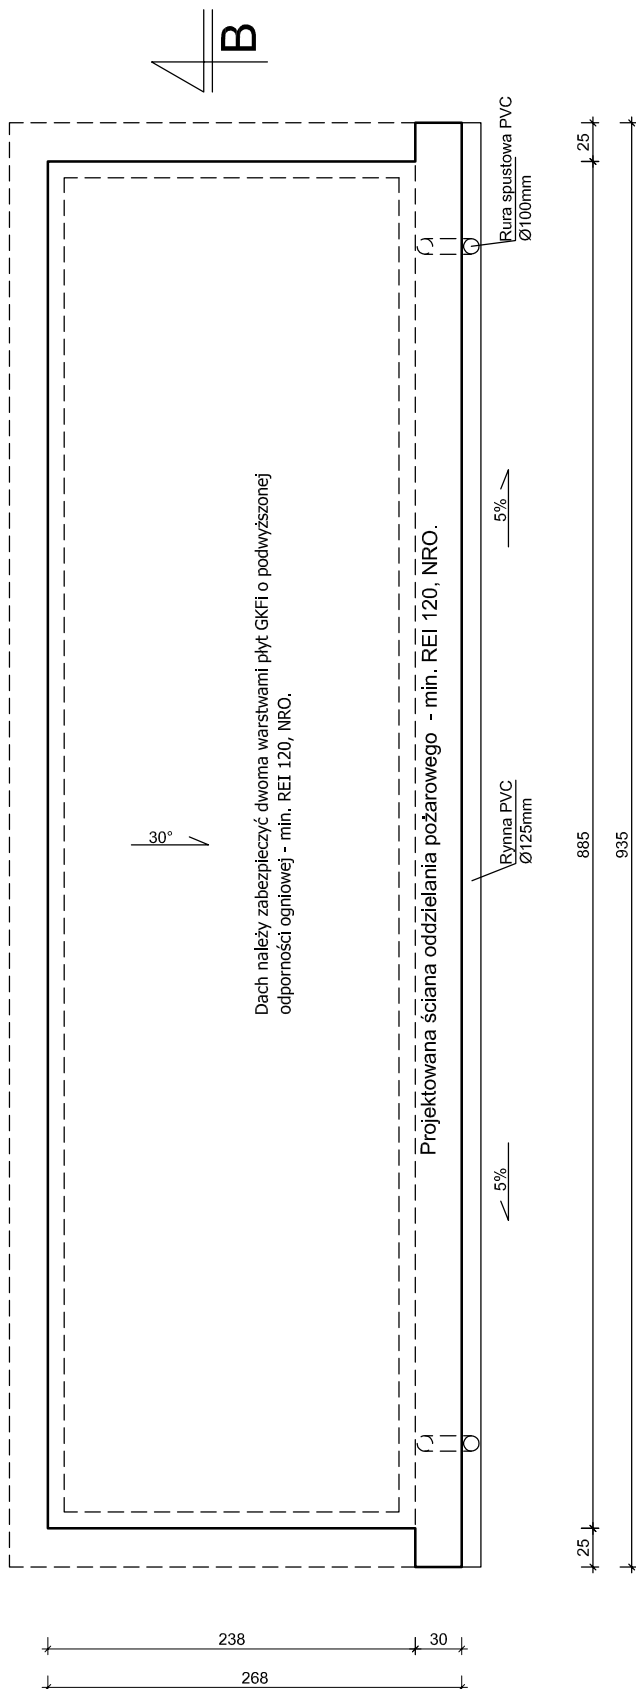 B
Rura spustowa PVC
Ø100mm
25
5%
Dach należy zabezpieczyć dwoma warstwami płyt GKFi o podwyższonej
odporności ogniowej - min. REI 120, NRO.
Projektowana ściana oddzielania pożarowego - min. REI 120, NRO.
30°
Rynna PVC
Ø125mm
885
935
5%
25
238
30
268